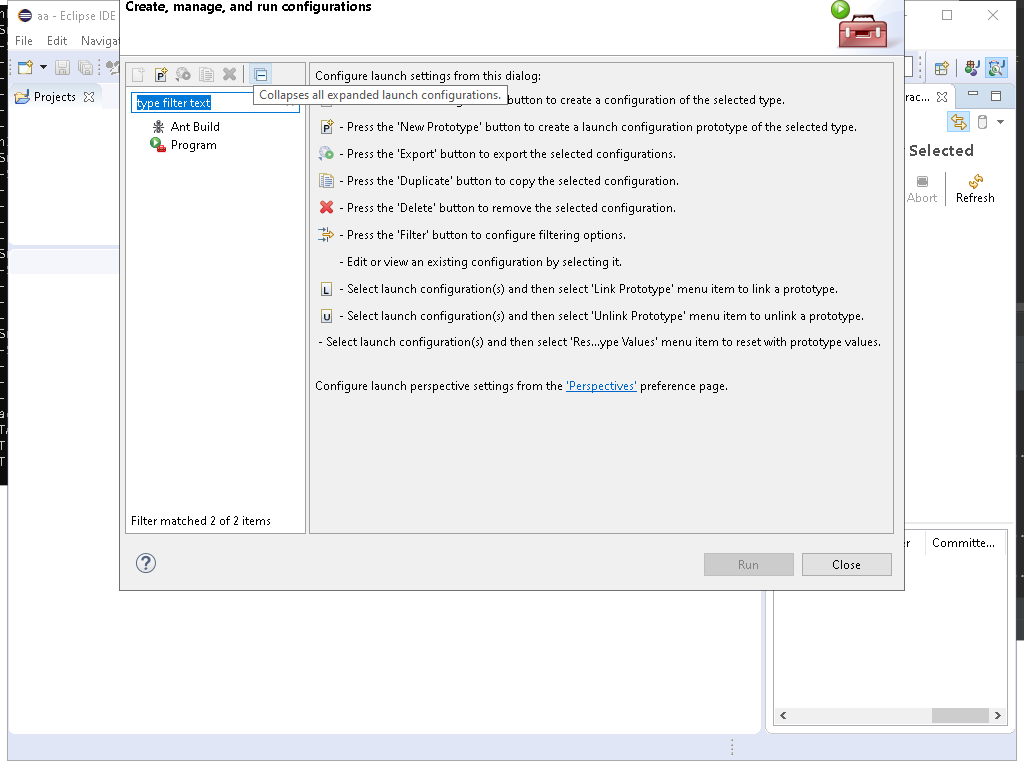 aa - Eclipse IDE
File Edit Naviga
Create, manage, and run configurations
Projects
Configure launch settings from this dialog:
Collapses all expanded launch configurations.
type filter text
button to create a configuration of the selected type.
Ant Build
Program
- Press the 'New Prototype' button to create a launch configuration prototype of the selected type.
- Press the 'Export' button to export the selected configurations.
- Press the 'Duplicate' button to copy the selected configuration.
- Press the 'Delete' button to remove the selected configuration.
- Press the 'Filter' button to configure filtering options.
- Edit or view an existing configuration by selecting it.
- Select launch configuration(s) and then select 'Link Prototype' menu item to link a prototype.
- Select launch configuration(s) and then select 'Unlink Prototype' menu item to unlink a prototype.
- Select launch configuration(s) and then select 'Res...ype Values' menu item to reset with prototype values.
Configure launch perspective settings from the 'Perspectives' preference page.
Filter matched 2 of 2 items
Run
Close
rac...
Selected
Abort
Refresh
er
Committe...